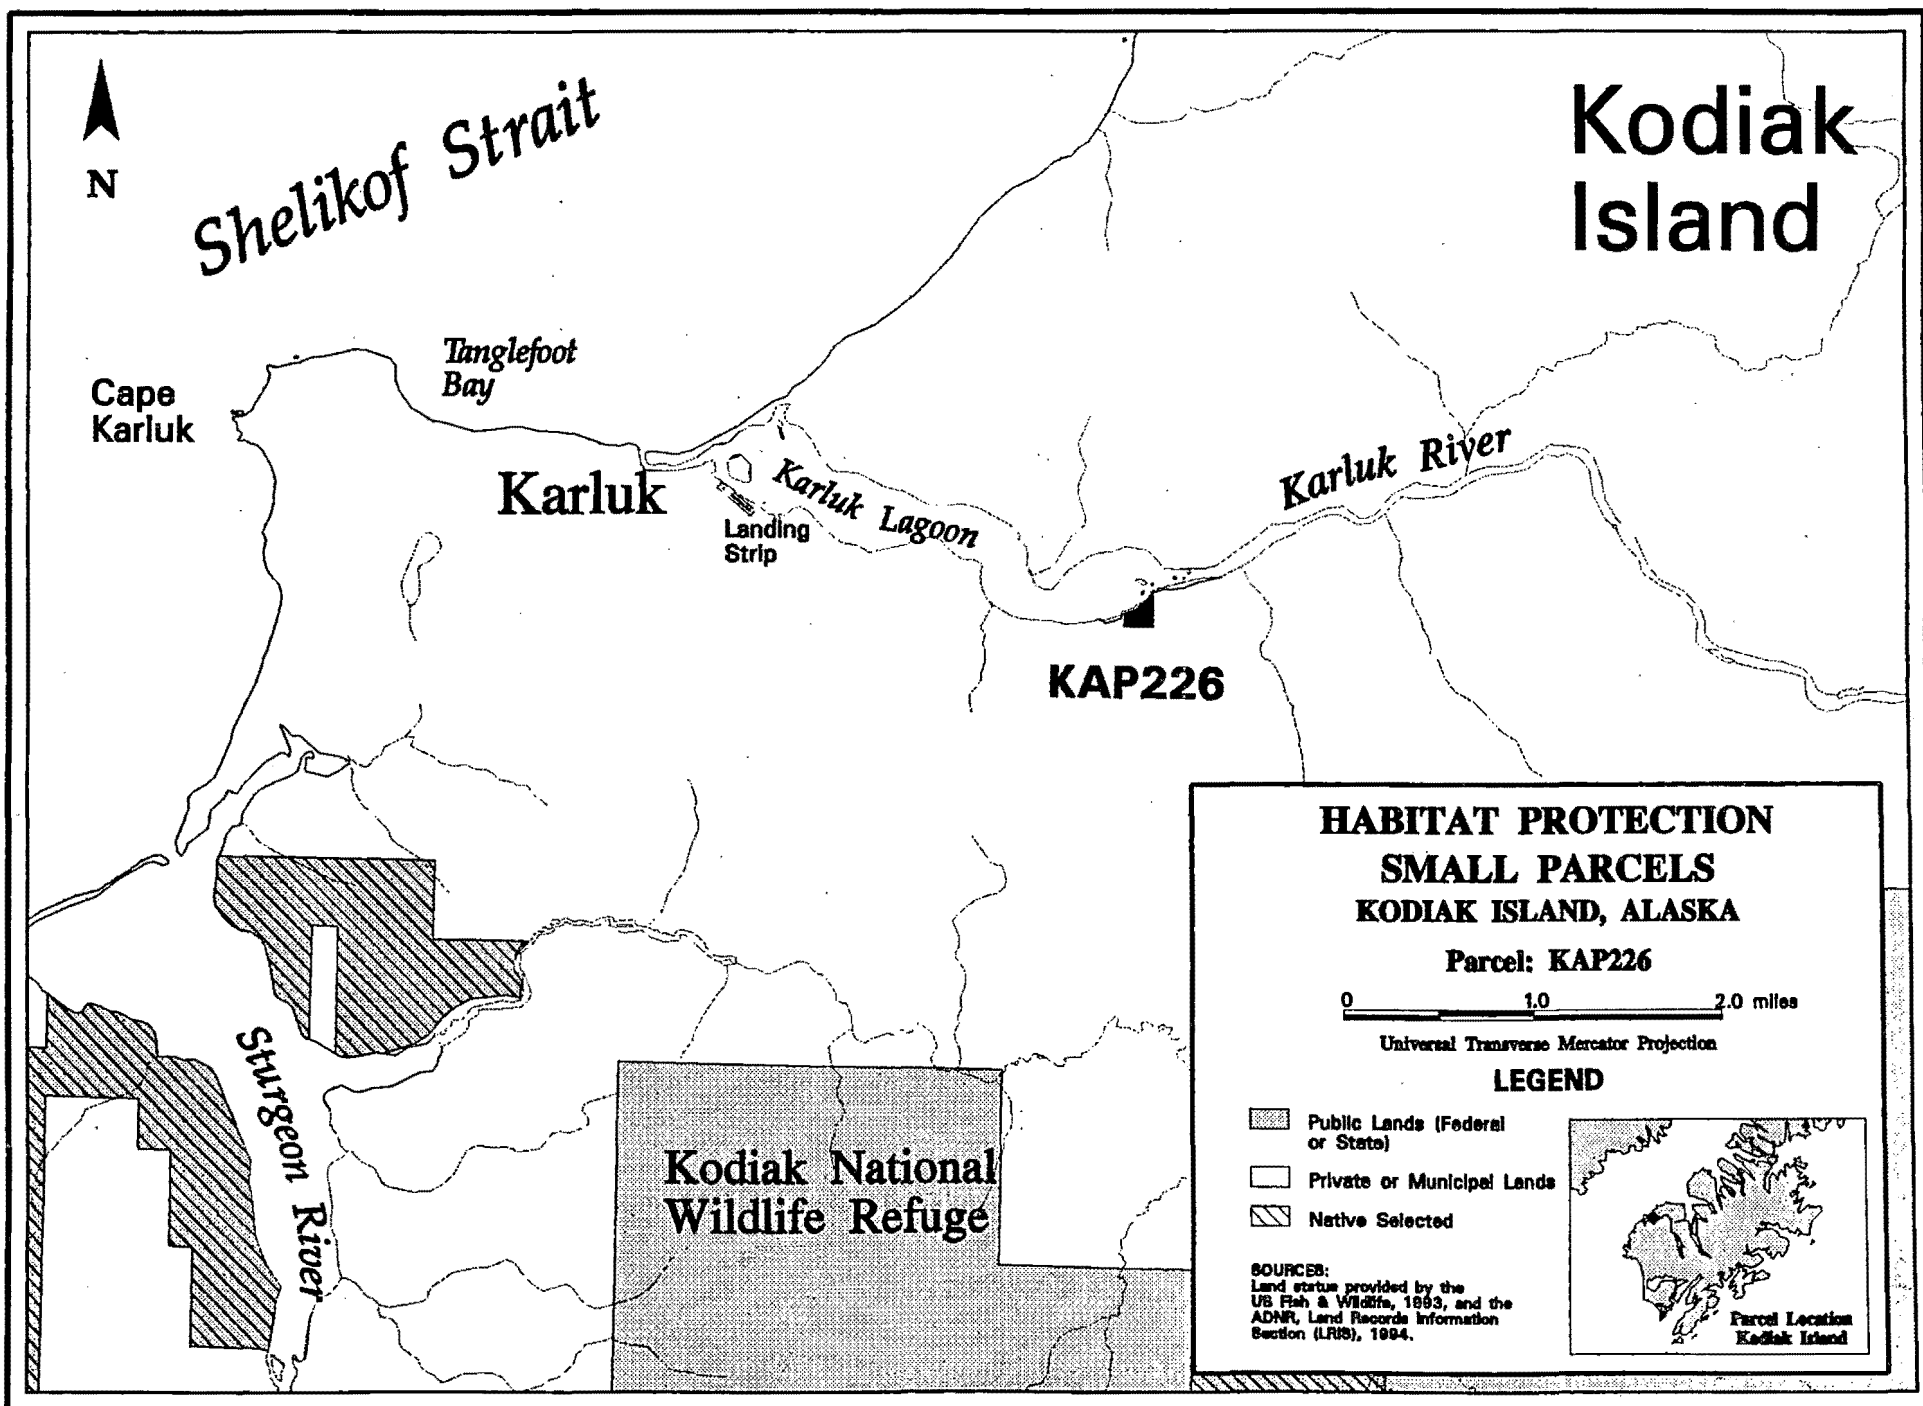 N
Shelikof Strait
Kodiak
Island
Tanglefoot
Bay
Cape
Karluk
Karluk
Karluk Lagoon
Landing
Strip
Karluk River
KAP226
Sturgeon River
Kodiak National
Wildlife Refuge
HABITAT PROTECTION
SMALL PARCELS
KODIAK ISLAND, ALASKA
Parcel: KAP226
0 1.0 2.0 miles
Universal Transverse Mercator Projection
LEGEND
Public Lands (Federal
or State)
Private or Municipal Lands
Native Selected
SOURCES:
Land status provided by the
US Fish & Wildlife, 1993, and the
ADNR, Land Records Information
Section (LRIS), 1994.
Parcel Location
Kodiak Island